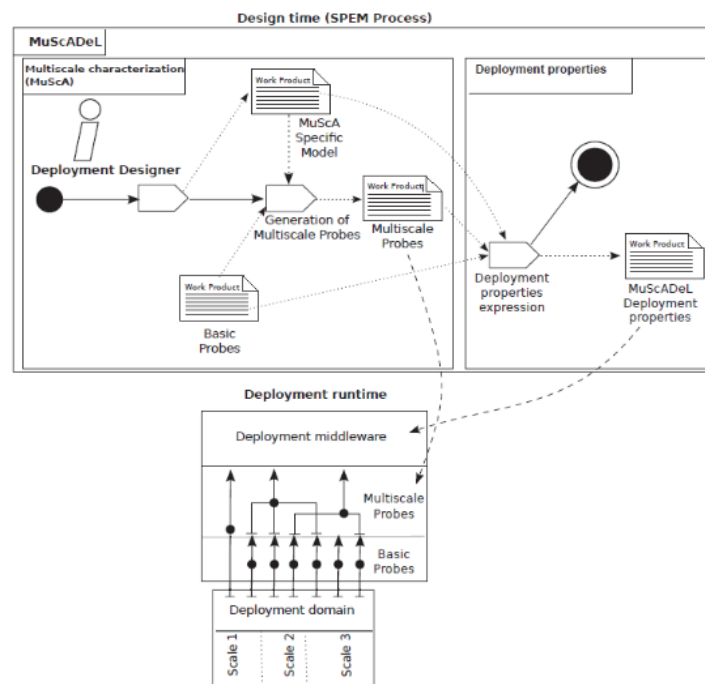 Design time (SPEM Process)
MuScADeL
Multiscale characterization
(MuScA)
Deployment properties
Work Product
MuScA
Specific
Model
Deployment Designer
Work Product
Generation of
Multiscale Probes
Multiscale
Probes
Work Product
Work Product
Basic
Probes
Deployment
properties
expression
MuScADeL
Deployment
properties
Deployment runtime
Deployment middleware
Multiscale
Probes
Basic
Probes
Deployment domain
Scale 1
Scale 2
Scale 3